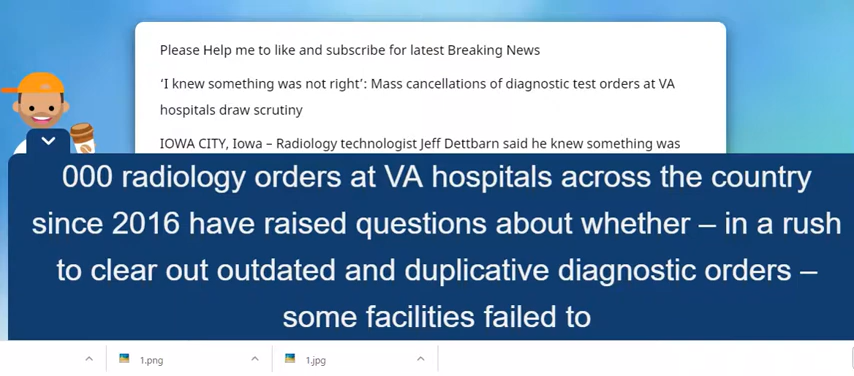 Please Help me to like and subscribe for latest Breaking News
‘I knew something was not right’: Mass cancellations of diagnostic test orders at VA
hospitals draw scrutiny
IOWA CITY, Iowa – Radiology technologist Jeff Dettbarn said he knew something was
000 radiology orders at VA hospitals across the country
since 2016 have raised questions about whether – in a rush
to clear out outdated and duplicative diagnostic orders –
some facilities failed to
1.png
1.jpg